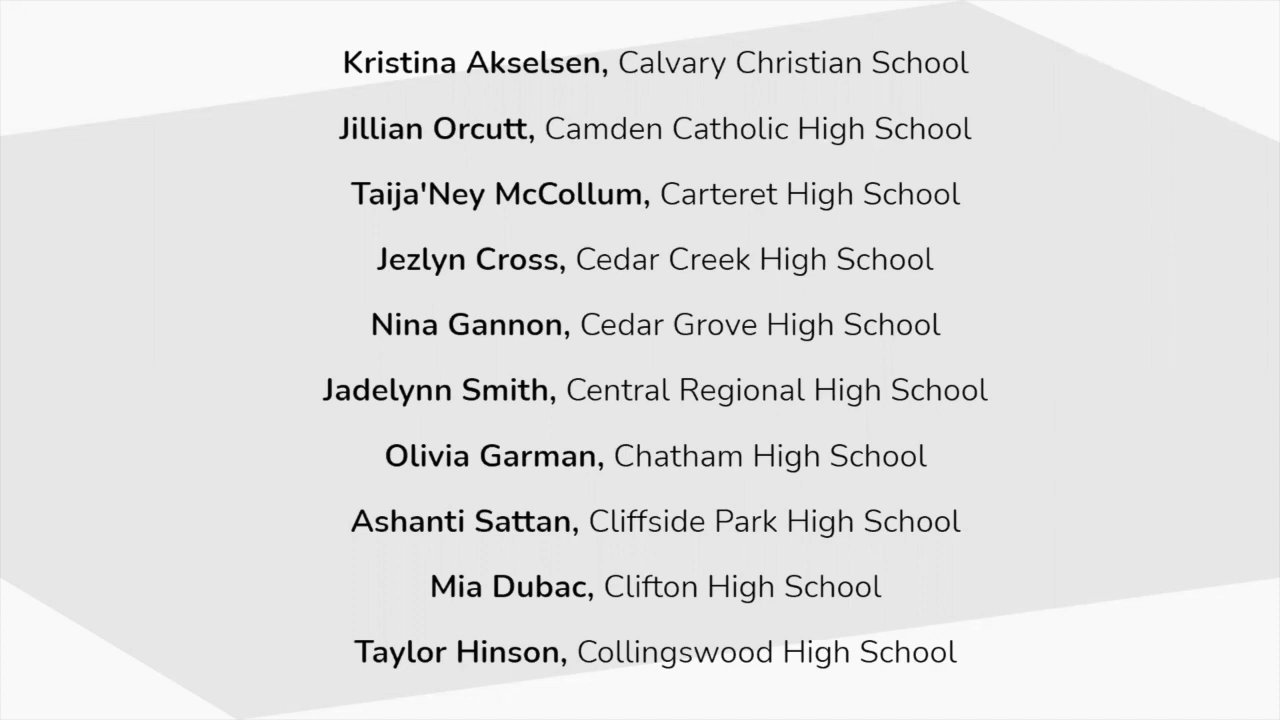 Kristina Akselsen, Calvary Christian School
Jillian Orcutt, Camden Catholic High School
Taija'Ney McCollum, Carteret High School
Jezlyn Cross, Cedar Creek High School
Nina Gannon, Cedar Grove High School
Jadelynn Smith, Central Regional High School
Olivia Garman, Chatham High School
Ashanti Sattan, Cliffside Park High School
Mia Dubac, Clifton High School
Taylor Hinson, Collingswood High School